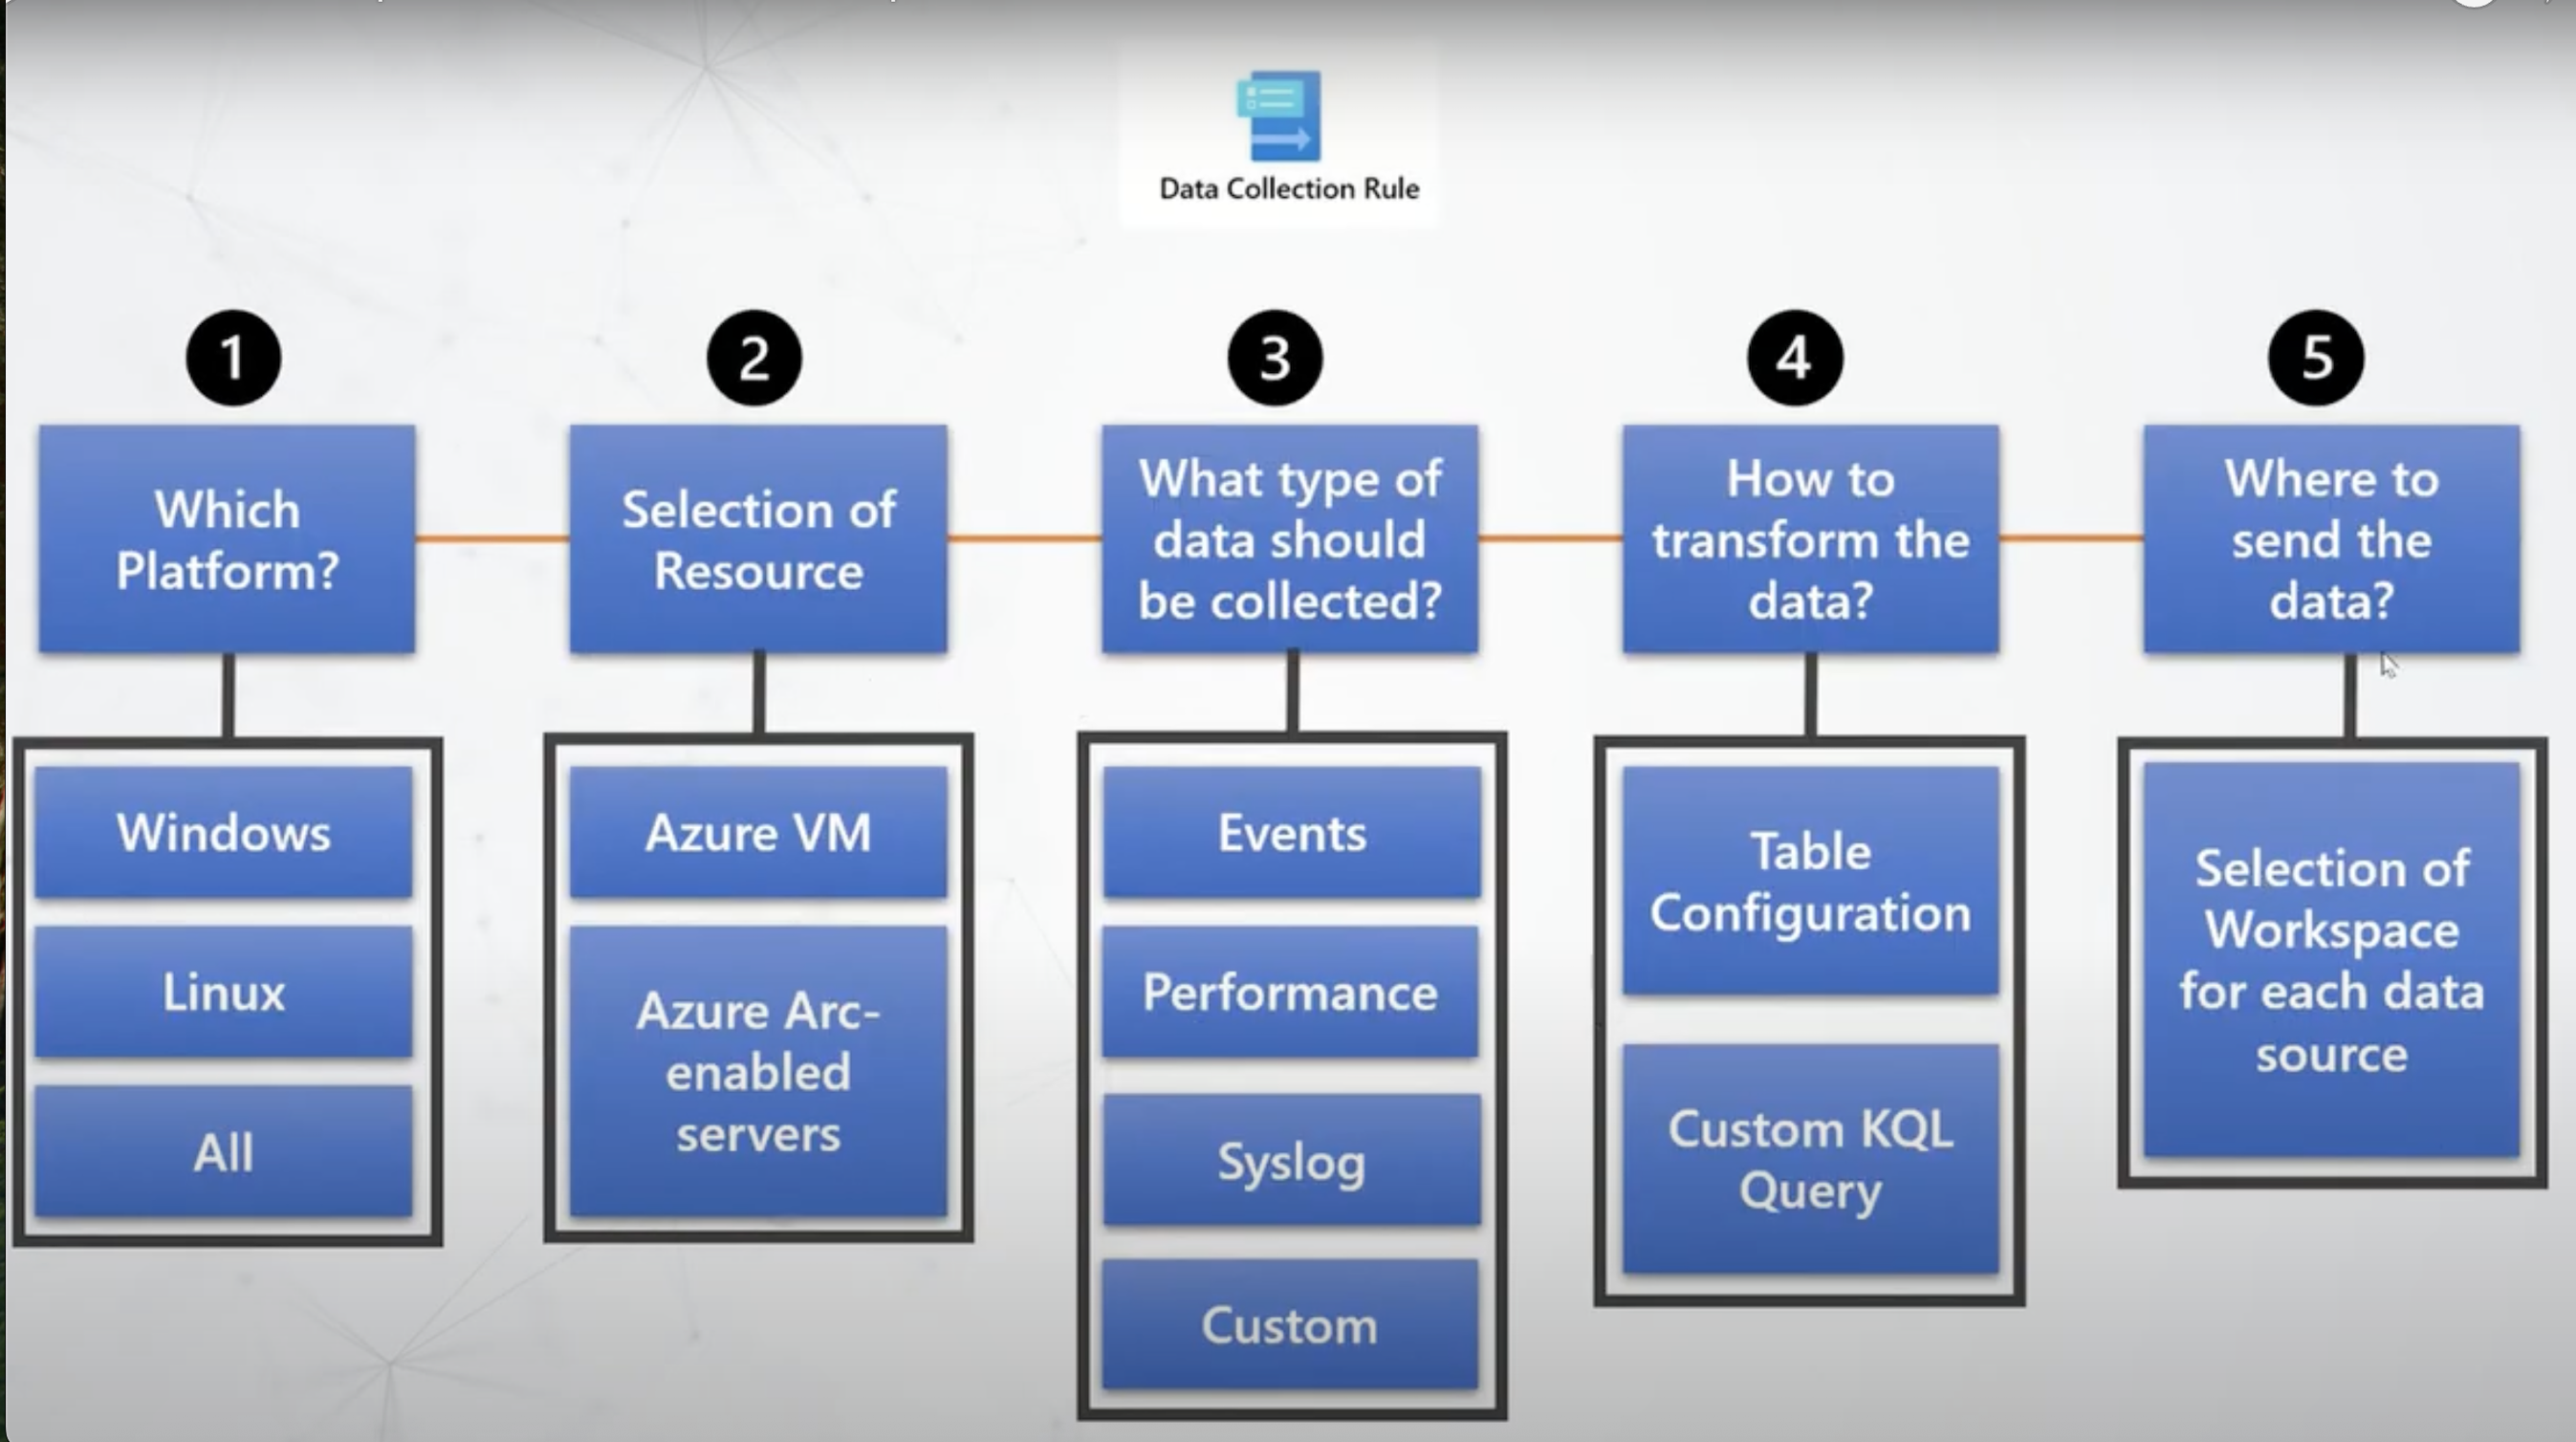 Data Collection Rule
1
2
3
4
5
Which
Platform?
Selection of
Resource
What type of
data should
be collected?
How to
transform the
data?
Where to
send the
data?
Windows
Linux
All
Azure VM
Azure Arc-
enabled
servers
Events
Performance
Syslog
Custom
Table
Configuration
Custom KQL
Query
Selection of
Workspace
for each data
source